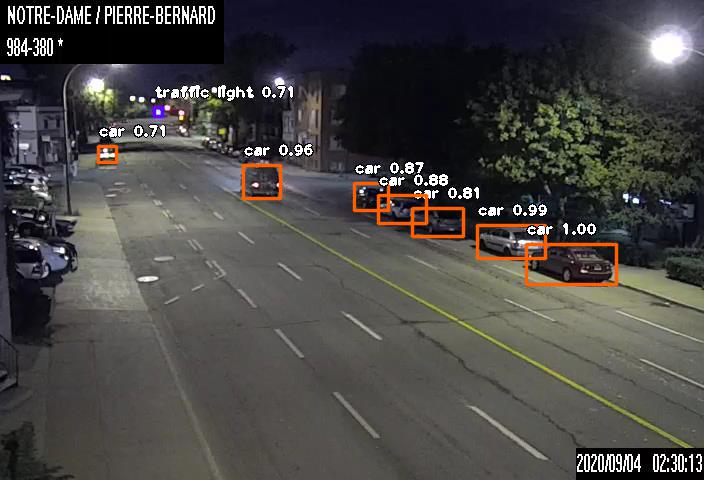 NOTRE-DAME / PIERRE-BERNARD
984-380 *
traffic light 0.71
car 0.71
car 0.96
car 0.87
car 0.88
car 0.81
car 0.99
car 1.00
2020/09/04 02:30:13